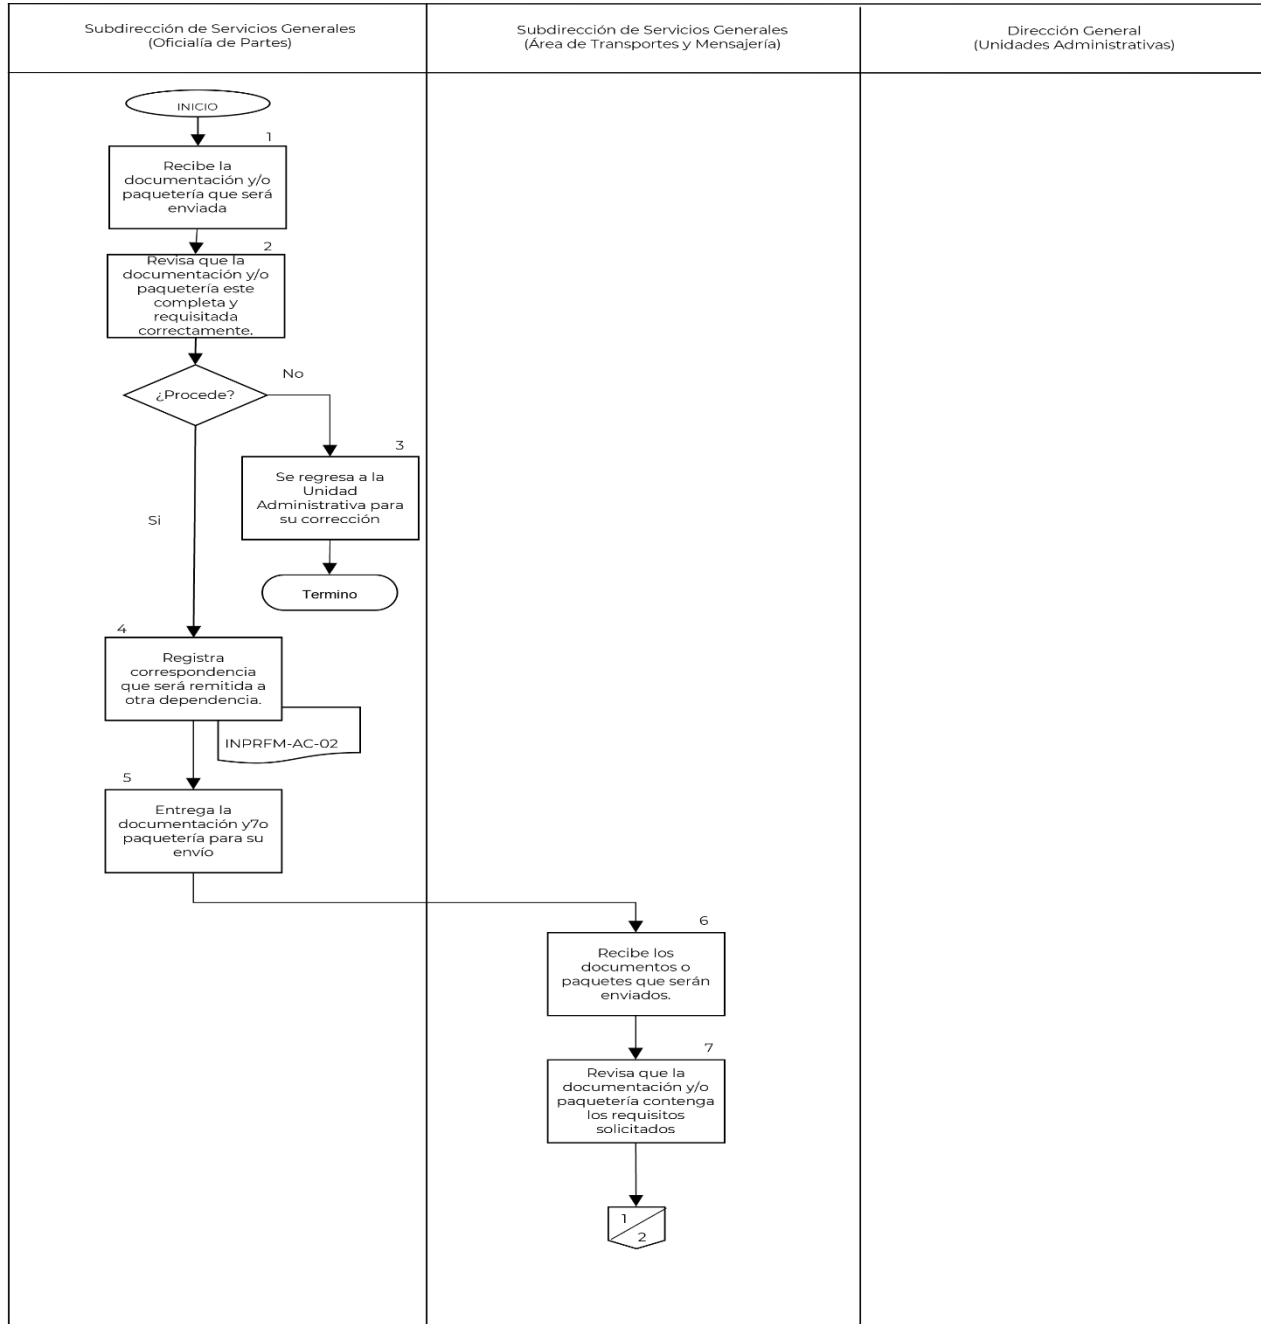 Subdirección de Servicios Generales
(Oficialía de Partes)
Subdirección de Servicios Generales
(Área de Transportes y Mensajería)
Dirección General
(Unidades Administrativas)
INICIO
1
Recibe la
documentación y/o
paquetería que será
enviada
2
Revisa que la
documentación y/o
paquetería este
completa y
requisitada
correctamente.
¿Procede?
No
3
Se regresa a la
Unidad
Administrativa para
su corrección
Si
Termino
4
Registra
correspondencia
que será remitida a
otra dependencia.
INPRFM-AC-02
5
Entrega la
documentación y7o
paquetería para su
envío
6
Recibe los
documentos o
paquetes que serán
enviados.
7
Revisa que la
documentación y/o
paquetería contenga
los requisitos
solicitados
1
2